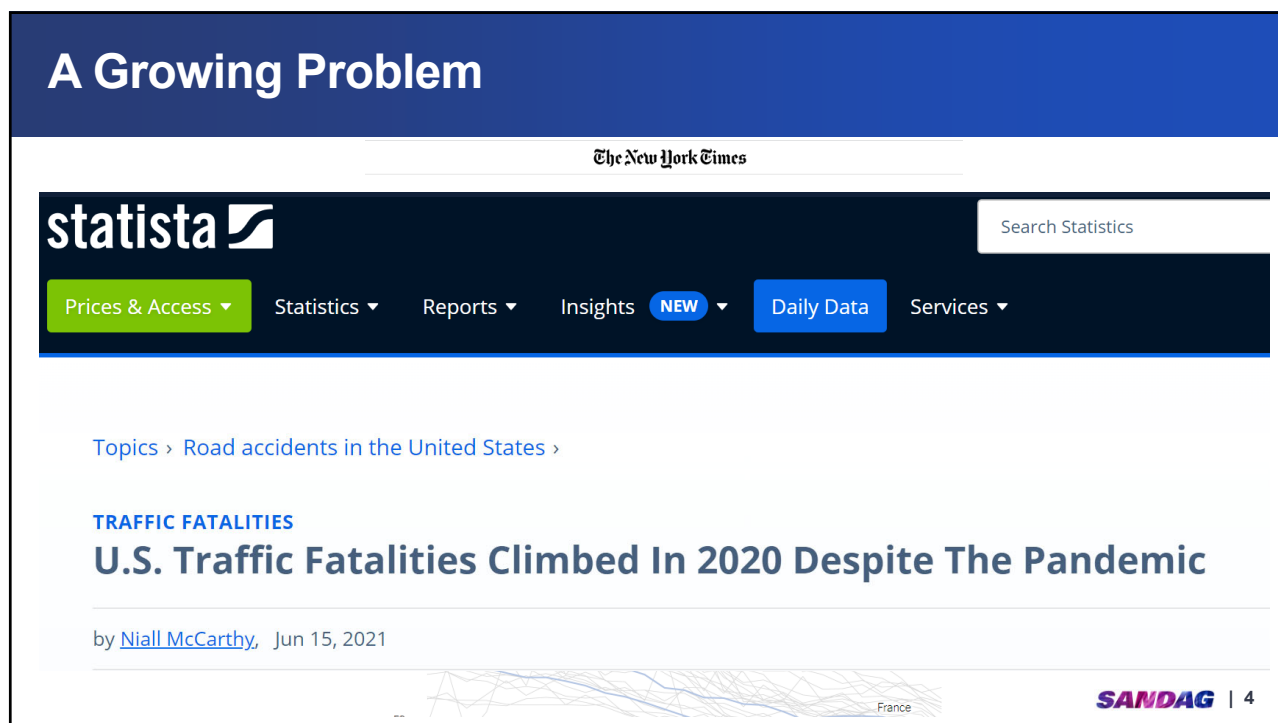 A Growing Problem
The New York Times
statista
Search Statistics
Prices & Access Statistics Reports Insights NEW Daily Data Services
Topics › Road accidents in the United States ›
TRAFFIC FATALITIES
U.S. Traffic Fatalities Climbed In 2020 Despite The Pandemic
by Niall McCarthy, Jun 15, 2021
France
SANDAG | 4